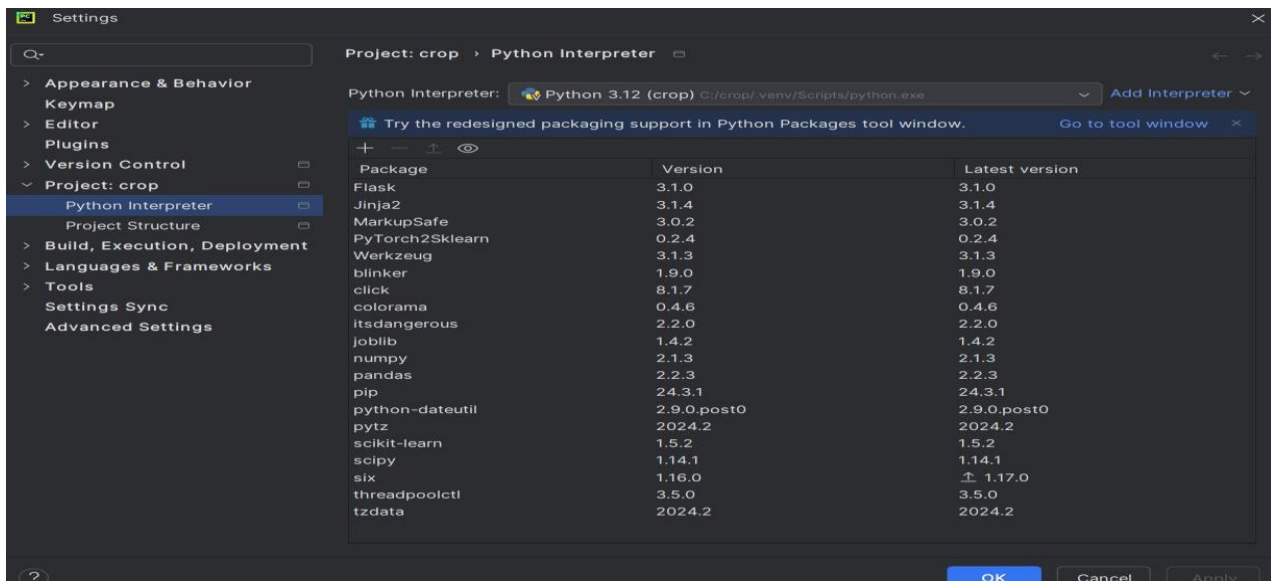 PC Settings
Project: crop › Python Interpreter
Appearance & Behavior
Keymap
Editor
Plugins
Version Control
Project: crop
Python Interpreter
Project Structure
Build, Execution, Deployment
Languages & Frameworks
Tools
Settings Sync
Advanced Settings
Python Interpreter: Python 3.12 (crop) C:/crop/.venv/Scripts/python.exe Add Interpreter
Try the redesigned packaging support in Python Packages tool window. Go to tool window
Package Version Latest version
Flask 3.1.0 3.1.0
Jinja2 3.1.4 3.1.4
MarkupSafe 3.0.2 3.0.2
PyTorch2Sklearn 0.2.4 0.2.4
Werkzeug 3.1.3 3.1.3
blinker 1.9.0 1.9.0
click 8.1.7 8.1.7
colorama 0.4.6 0.4.6
itsdangerous 2.2.0 2.2.0
joblib 1.4.2 1.4.2
numpy 2.1.3 2.1.3
pandas 2.2.3 2.2.3
pip 24.3.1 24.3.1
python-dateutil 2.9.0.post0 2.9.0.post0
pytz 2024.2 2024.2
scikit-learn 1.5.2 1.5.2
scipy 1.14.1 1.14.1
six 1.16.0 1.17.0
threadpoolctl 3.5.0 3.5.0
tzdata 2024.2 2024.2
? OK Cancel Apply